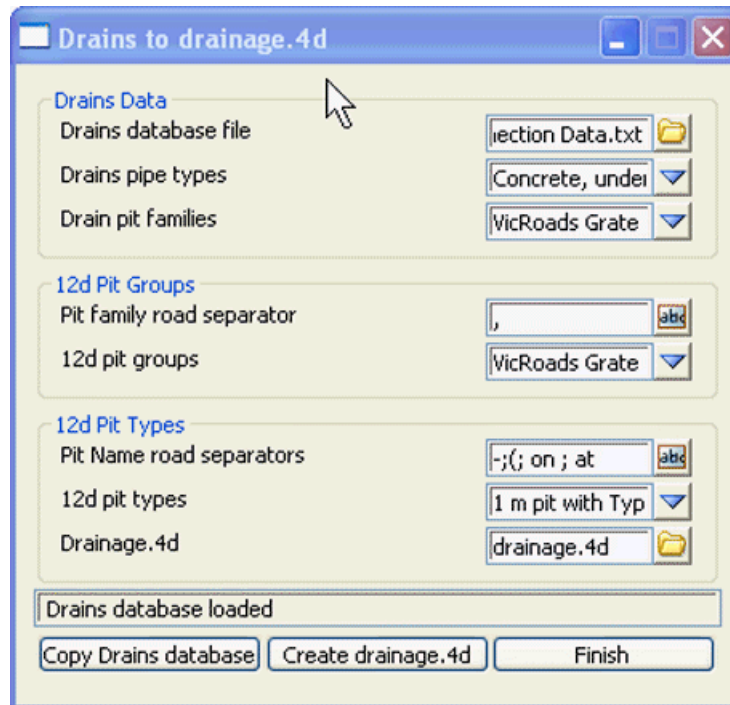 Drains to drainage.4d
Drains Data
Drains database file
ection Data.txt
Drains pipe types
Concrete, under
Drain pit families
VicRoads Grate
12d Pit Groups
Pit family road separator
,
abc
12d pit groups
VicRoads Grate
12d Pit Types
Pit Name road separators
-;(; on ; at
abc
12d pit types
1 m pit with Typ
Drainage.4d
drainage.4d
Drains database loaded
Copy Drains database
Create drainage.4d
Finish